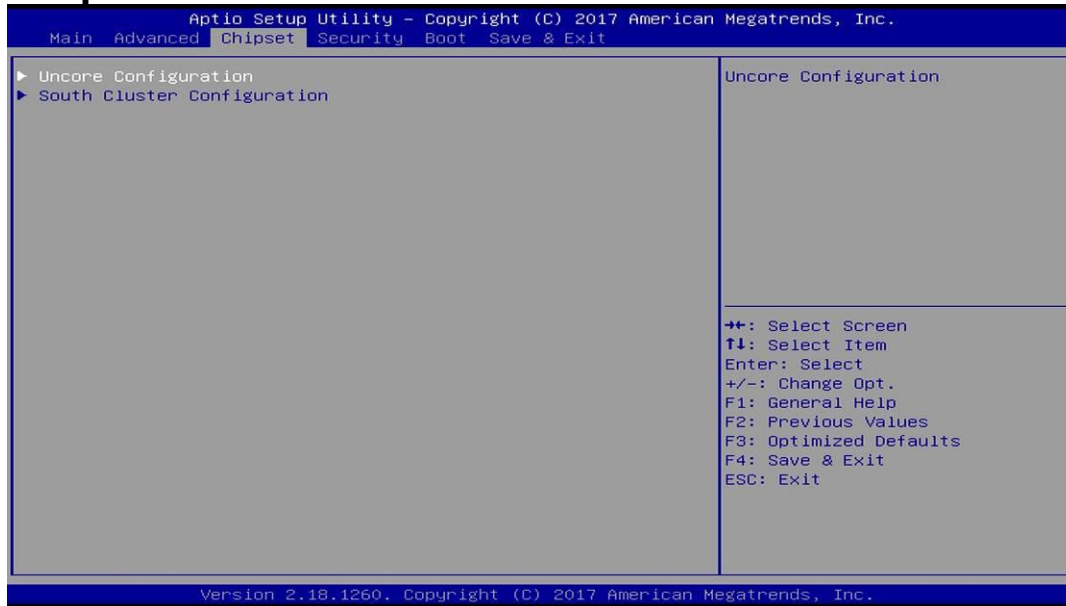 Aptio Setup Utility – Copyright (C) 2017 American Megatrends, Inc.
Main Advanced Chipset Security Boot Save & Exit
▶ Uncore Configuration
▶ South Cluster Configuration
Uncore Configuration
→←: Select Screen
↑↓: Select Item
Enter: Select
+/-: Change Opt.
F1: General Help
F2: Previous Values
F3: Optimized Defaults
F4: Save & Exit
ESC: Exit
Version 2.18.1260. Copyright (C) 2017 American Megatrends, Inc.